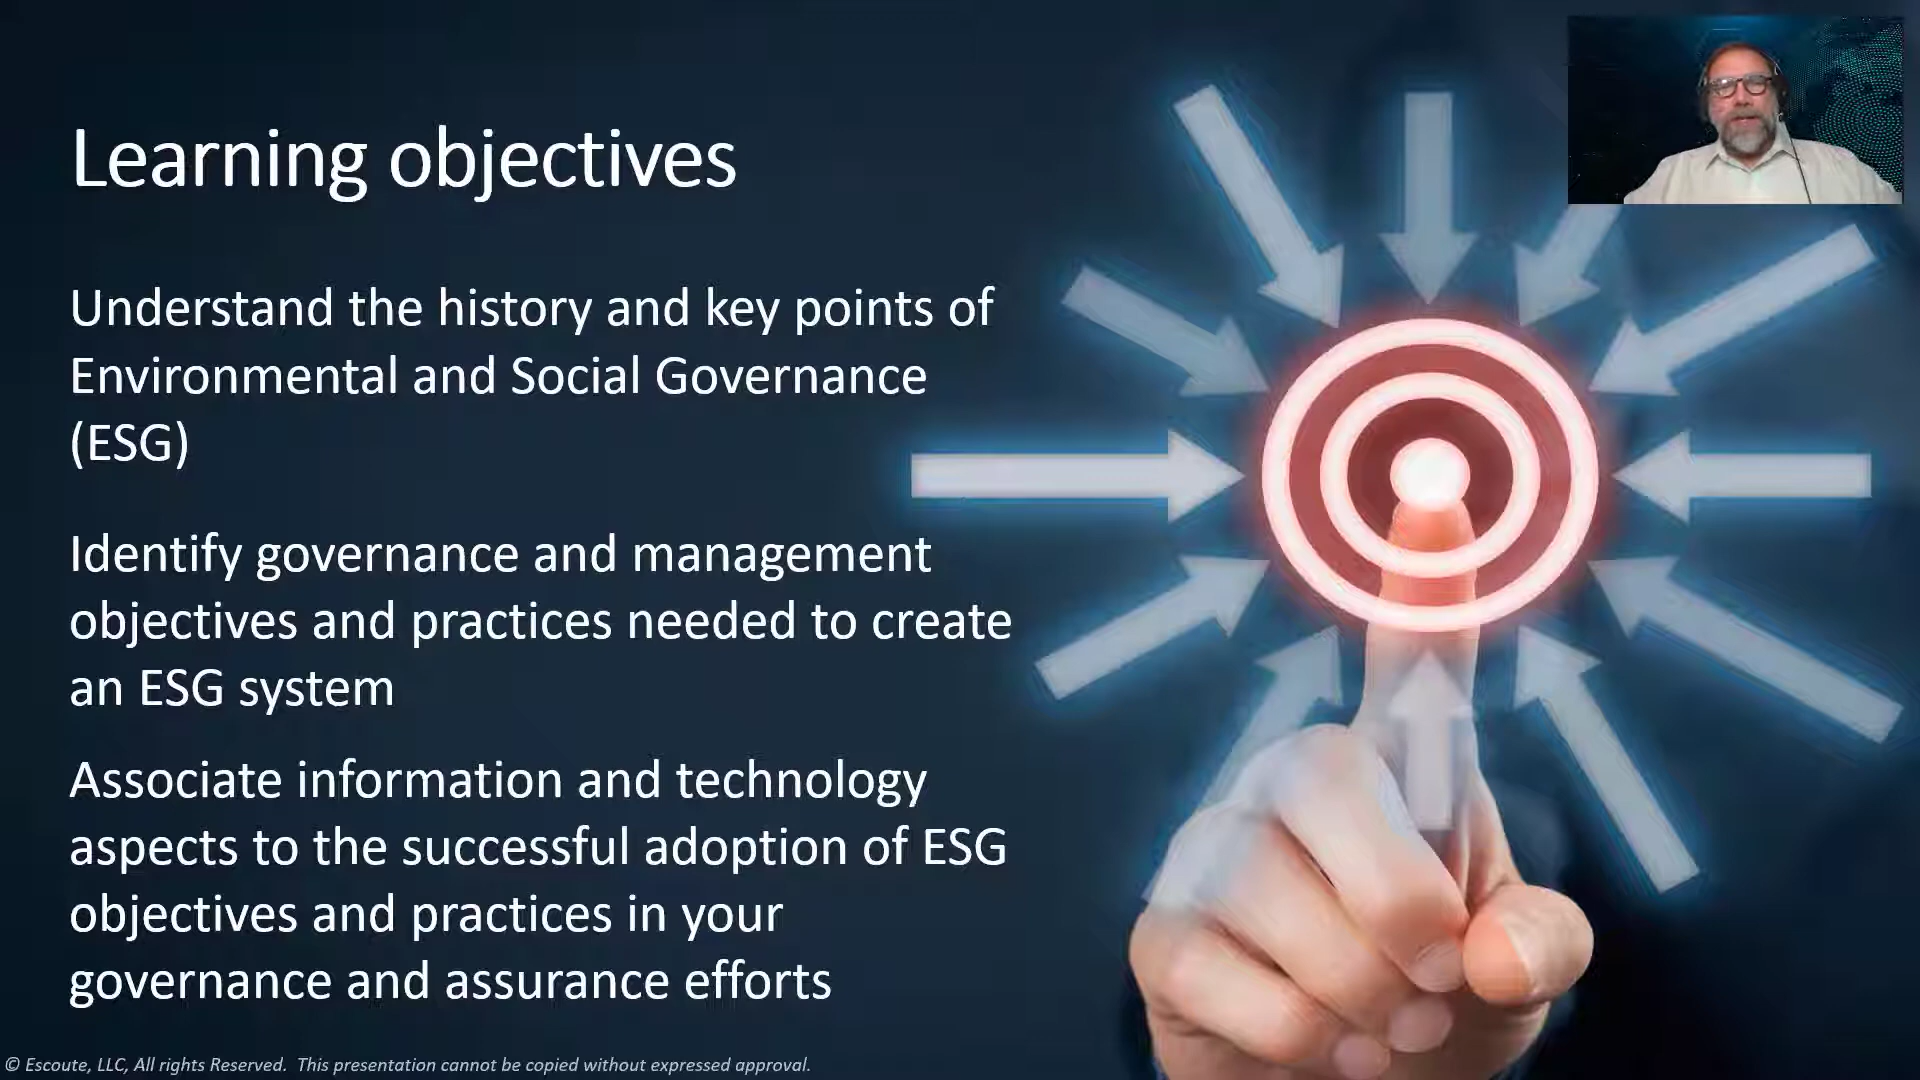 Learning objectives
Understand the history and key points of
Environmental and Social Governance
(ESG)
Identify governance and management
objectives and practices needed to create
an ESG system
Associate information and technology
aspects to the successful adoption of ESG
objectives and practices in your
governance and assurance efforts
© Escoute, LLC, All rights Reserved.  This presentation cannot be copied without expressed approval.